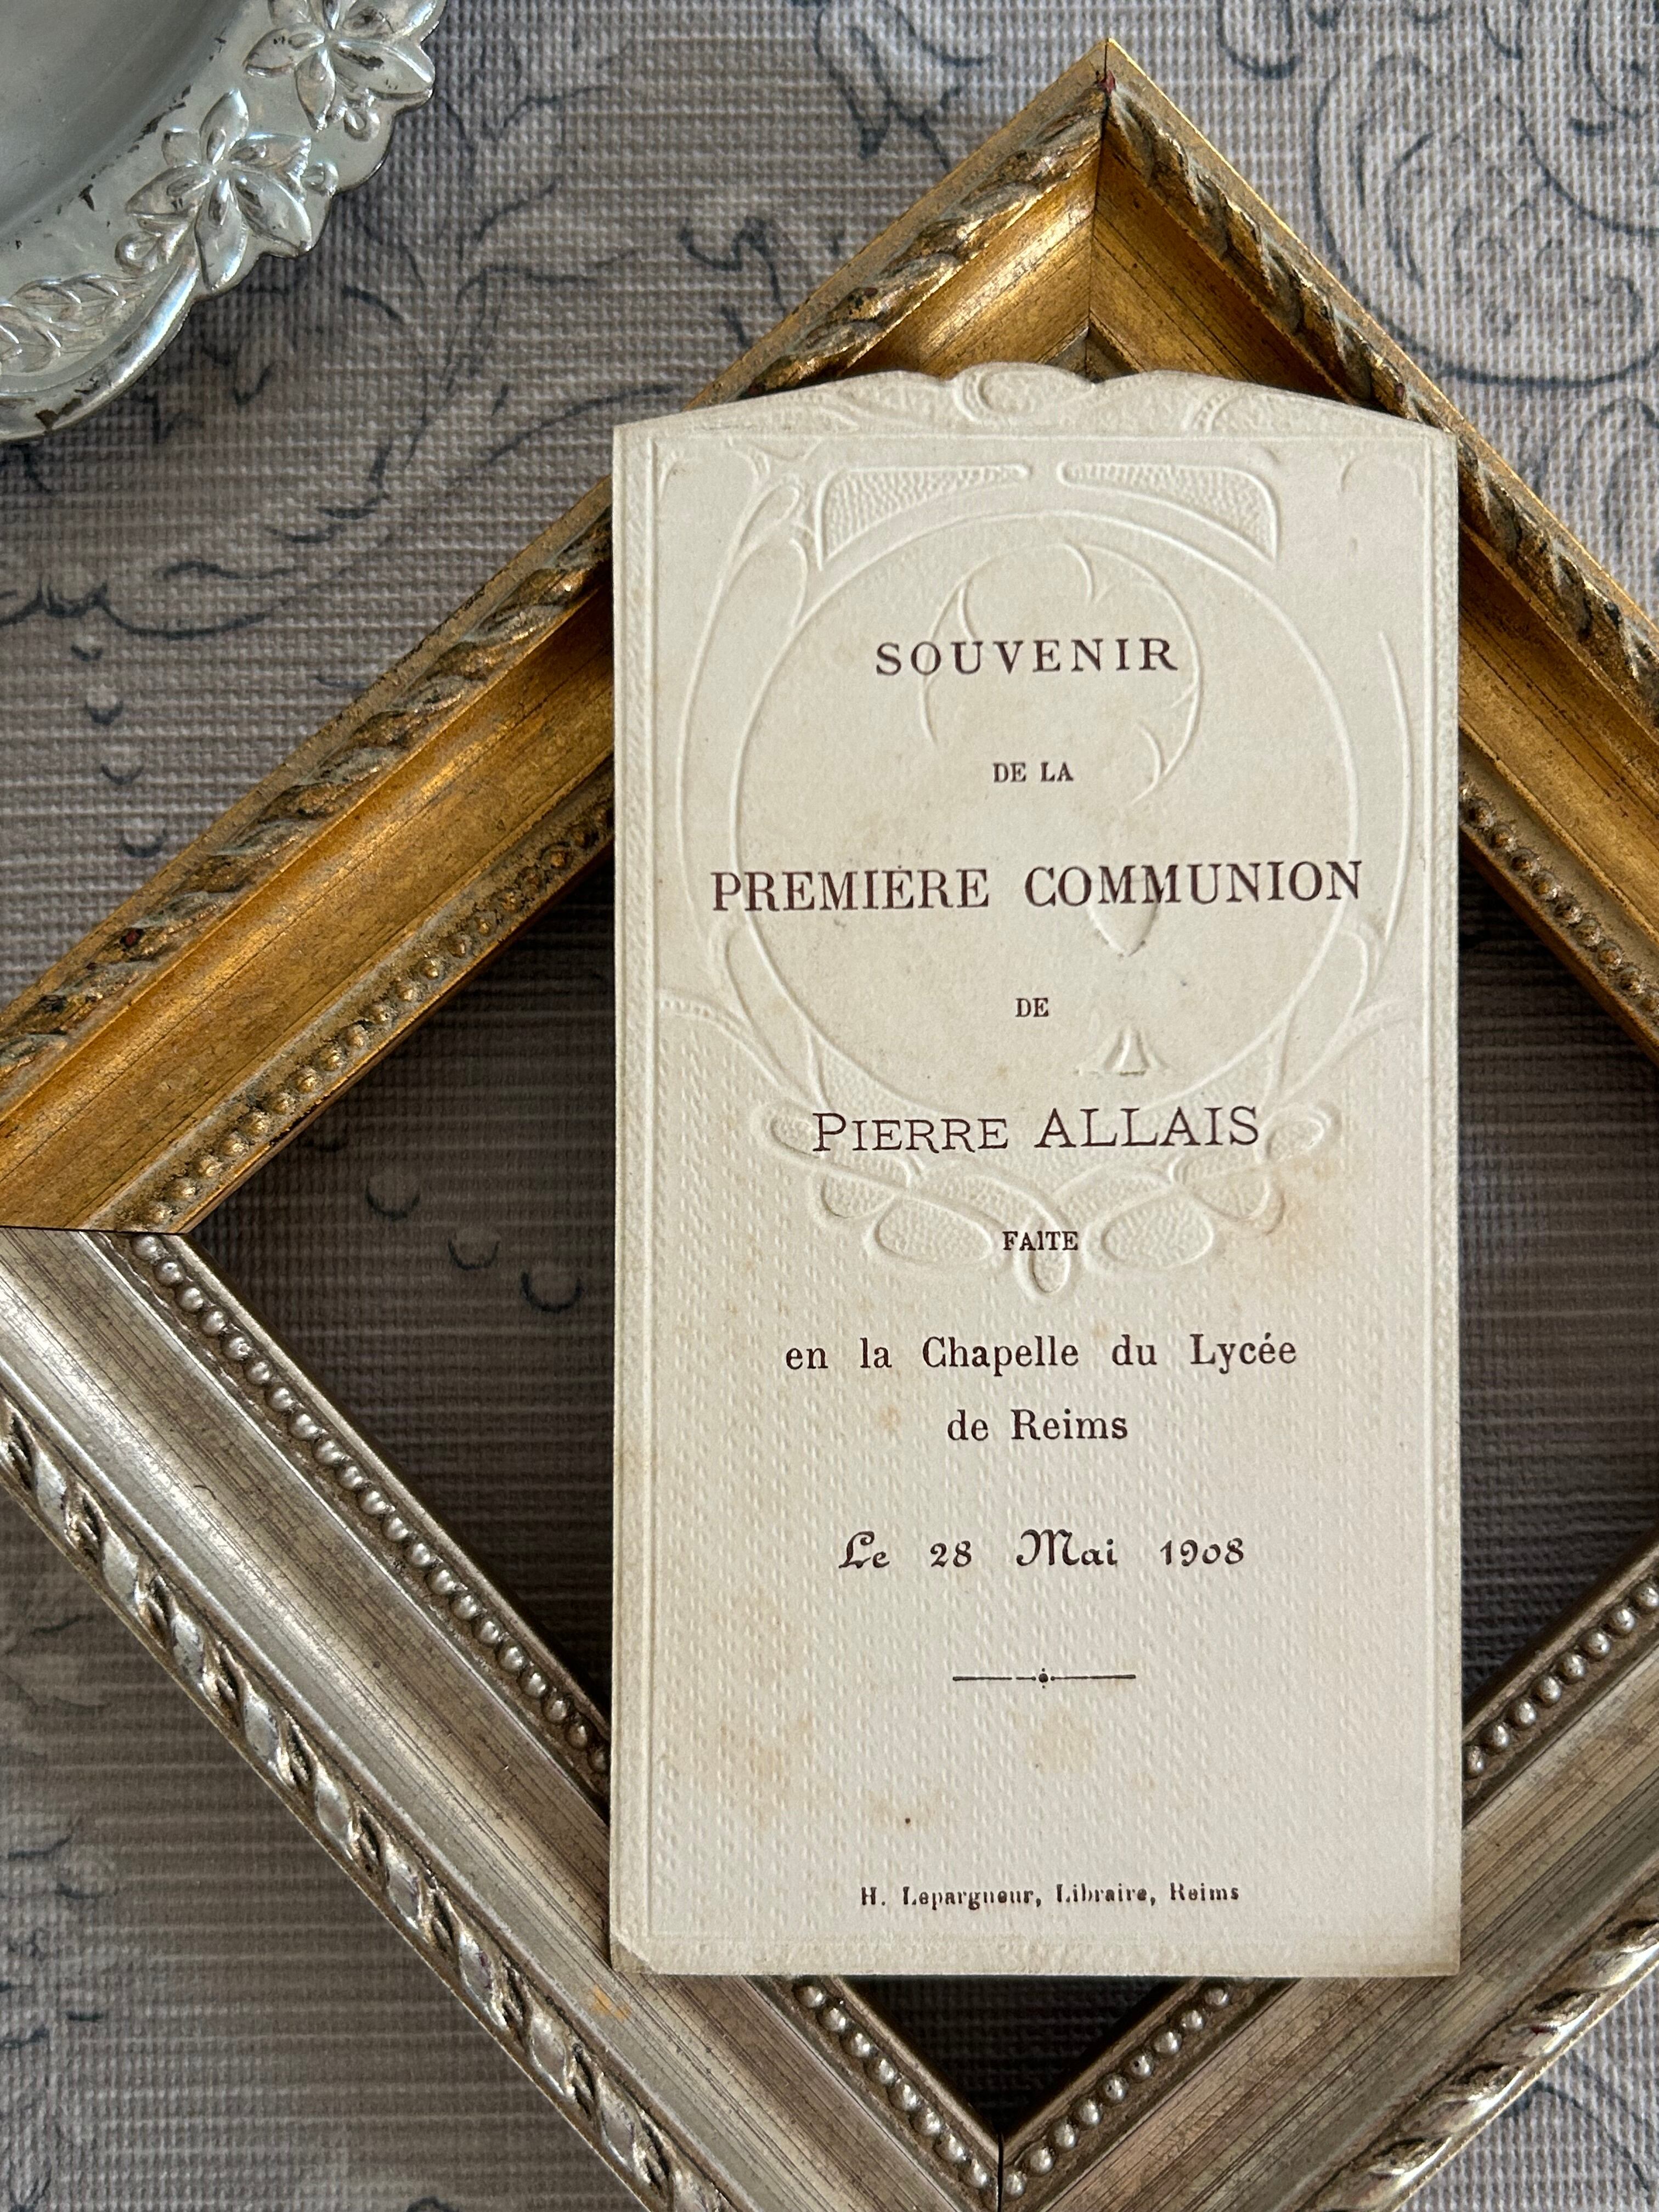 SOUVENIR
DE LA
PREMIÈRE COMMUNION
DE
PIERRE ALLAIS
FAITE
en la Chapelle du Lycée
de Reims
Le 28 Mai 1908
H. Lepargneur, Libraire, Reims